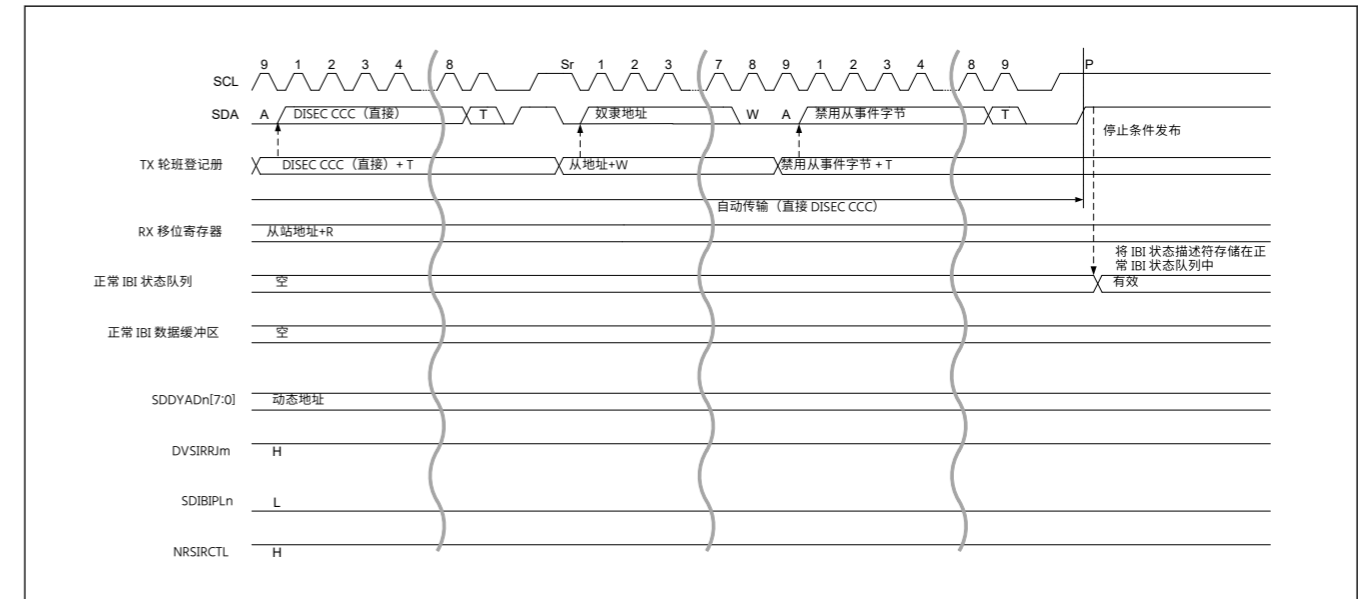 9 1 2 3 4 8 Sr 1 2 3 7 8 9 1 2 3 4 8 9 P
SCL
SDA A DISEC CCC（直接） T 奴隶地址 W A 禁用从事件字节 T
停止条件发布
TX 轮班登记册 DISEC CCC（直接）+ T 从地址+W 禁用从事件字节 + T
自动传输（直接 DISEC CCC）
RX 移位寄存器 从站地址+R
将 IBI 状态描述符存储在正
常 IBI 状态队列中
正常 IBI 状态队列 空 有效
正常 IBI 数据缓冲区 空
SDDYADn[7:0] 动态地址
DVSIRRJm H
SDIBIPLn L
NRSIRCTL H